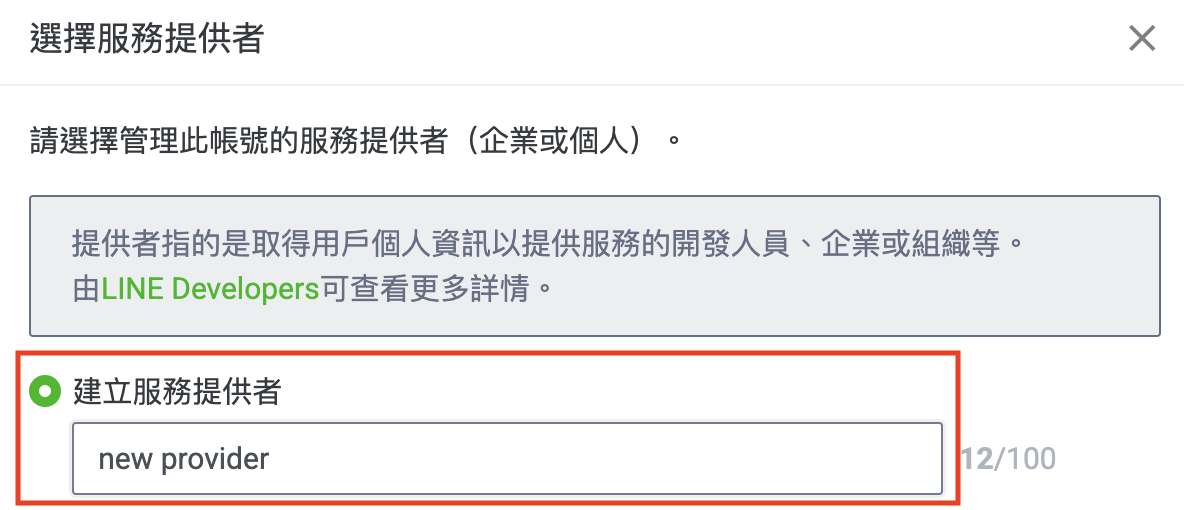 選擇服務提供者
請選擇管理此帳號的服務提供者（企業或個人）。
提供者指的是取得用戶個人資訊以提供服務的開發人員、企業或組織等。
由LINE Developers可查看更多詳情。
建立服務提供者
new provider
12/100